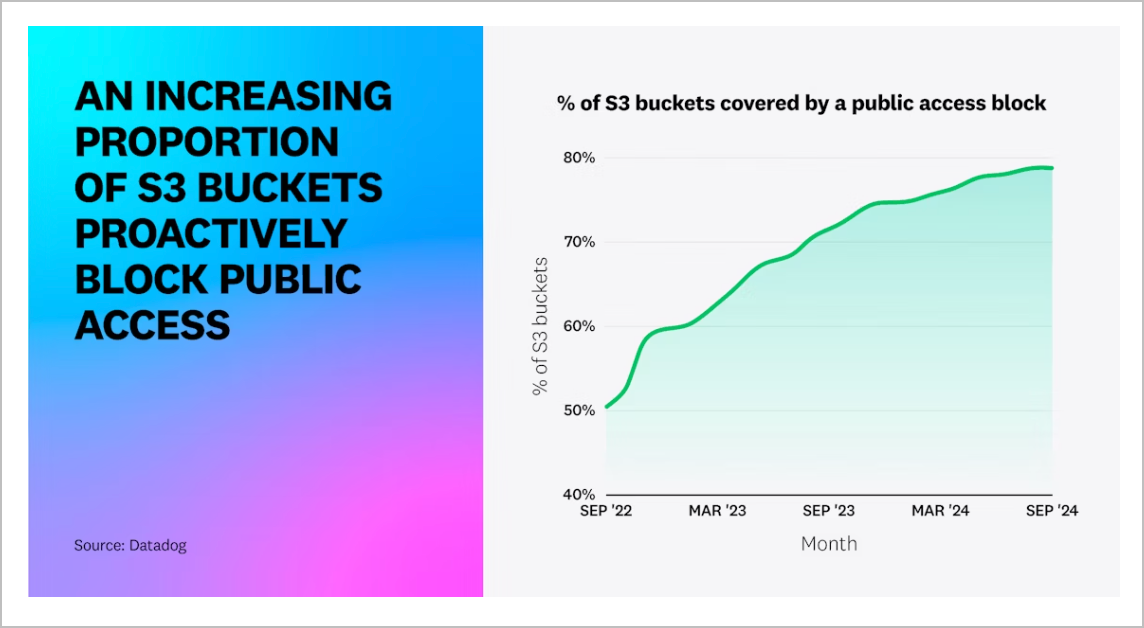 AN INCREASING
PROPORTION
OF S3 BUCKETS
PROACTIVELY
BLOCK PUBLIC
ACCESS
Source: Datadog
% of S3 buckets covered by a public access block
% of S3 buckets
80%
70%
60%
50%
40%
SEP '22
MAR '23
SEP '23
MAR '24
SEP '24
Month